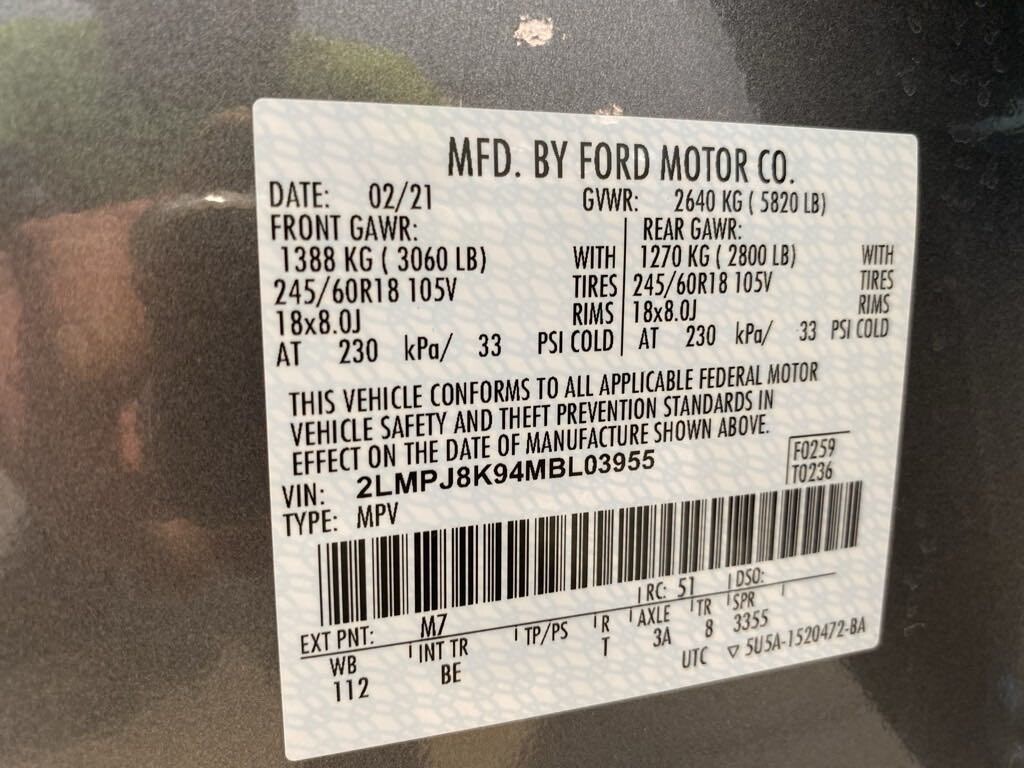 MFD. BY FORD MOTOR CO.
DATE: 02/21 GVWR: 2640 KG ( 5820 LB)
FRONT GAWR: REAR GAWR:
1388 KG ( 3060 LB) WITH 1270 KG ( 2800 LB) WITH
245/60R18 105V TIRES 245/60R18 105V TIRES
18x8.0J RIMS 18x8.0J RIMS
AT 230 kPa/ 33 PSI COLD AT 230 kPa/ 33 PSI COLD
THIS VEHICLE CONFORMS TO ALL APPLICABLE FEDERAL MOTOR
VEHICLE SAFETY AND THEFT PREVENTION STANDARDS IN
EFFECT ON THE DATE OF MANUFACTURE SHOWN ABOVE.
VIN: 2LMPJ8K94MBL03955 F0259
TYPE: MPV T0236
EXT PNT: M7 RC: 51 DSO:
WB INT TR TP/PS R AXLE TR SPR
112 BE T 3A 8 3355
UTC ▽ 5U5A-1520472-BA